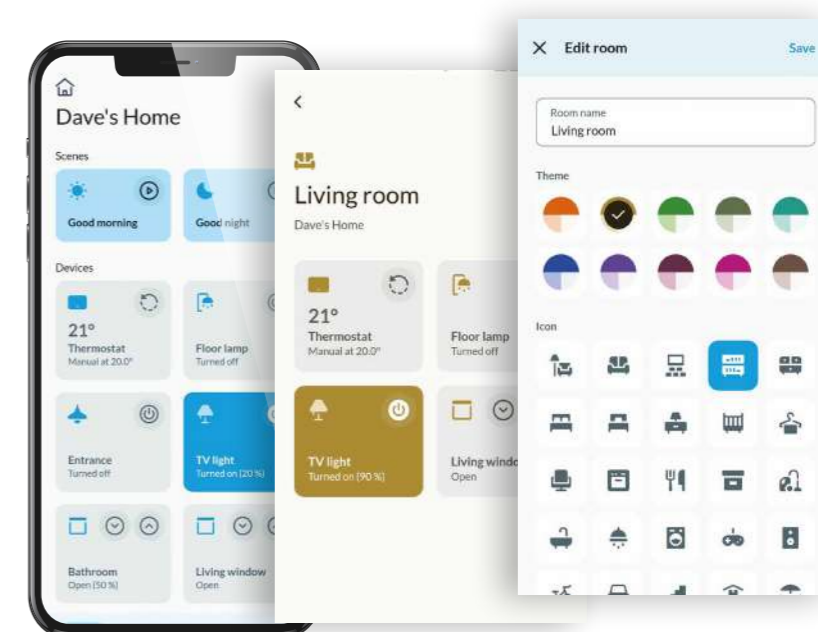 Dave's Home
Scenes
Good morning
Good night
Devices
21°
Thermostat
Manual at 20.0°
Floor lamp
Turned off
Entrance
Turned off
TV light
Turned on (20 %)
Bathroom
Open (50 %)
Living window
Open
Living room
Dave's Home
21°
Thermostat
Manual at 20.0°
Floor lamp
Turned off
TV light
Turned on (90 %)
Living windo
Open
Edit room
Save
Room name
Living room
Theme
Icon